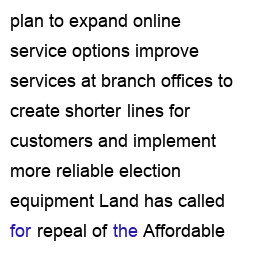 plan to expand online
service options improve
services at branch offices to
create shorter lines for
customers and implement
more reliable election
equipment Land has called
for repeal of the Affordable